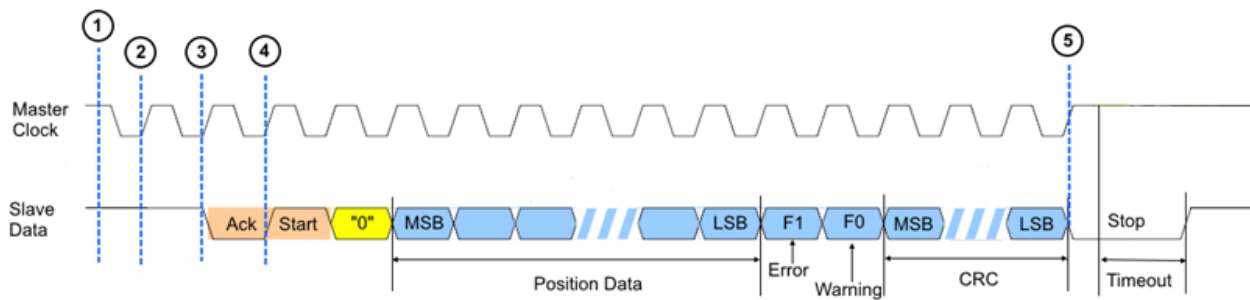 1 2 3 4 5
Master
Clock
Slave
Data
Ack Start "0" MSB LSB F1 F0 MSB LSB Stop
Position Data
Error
Warning
CRC
Timeout